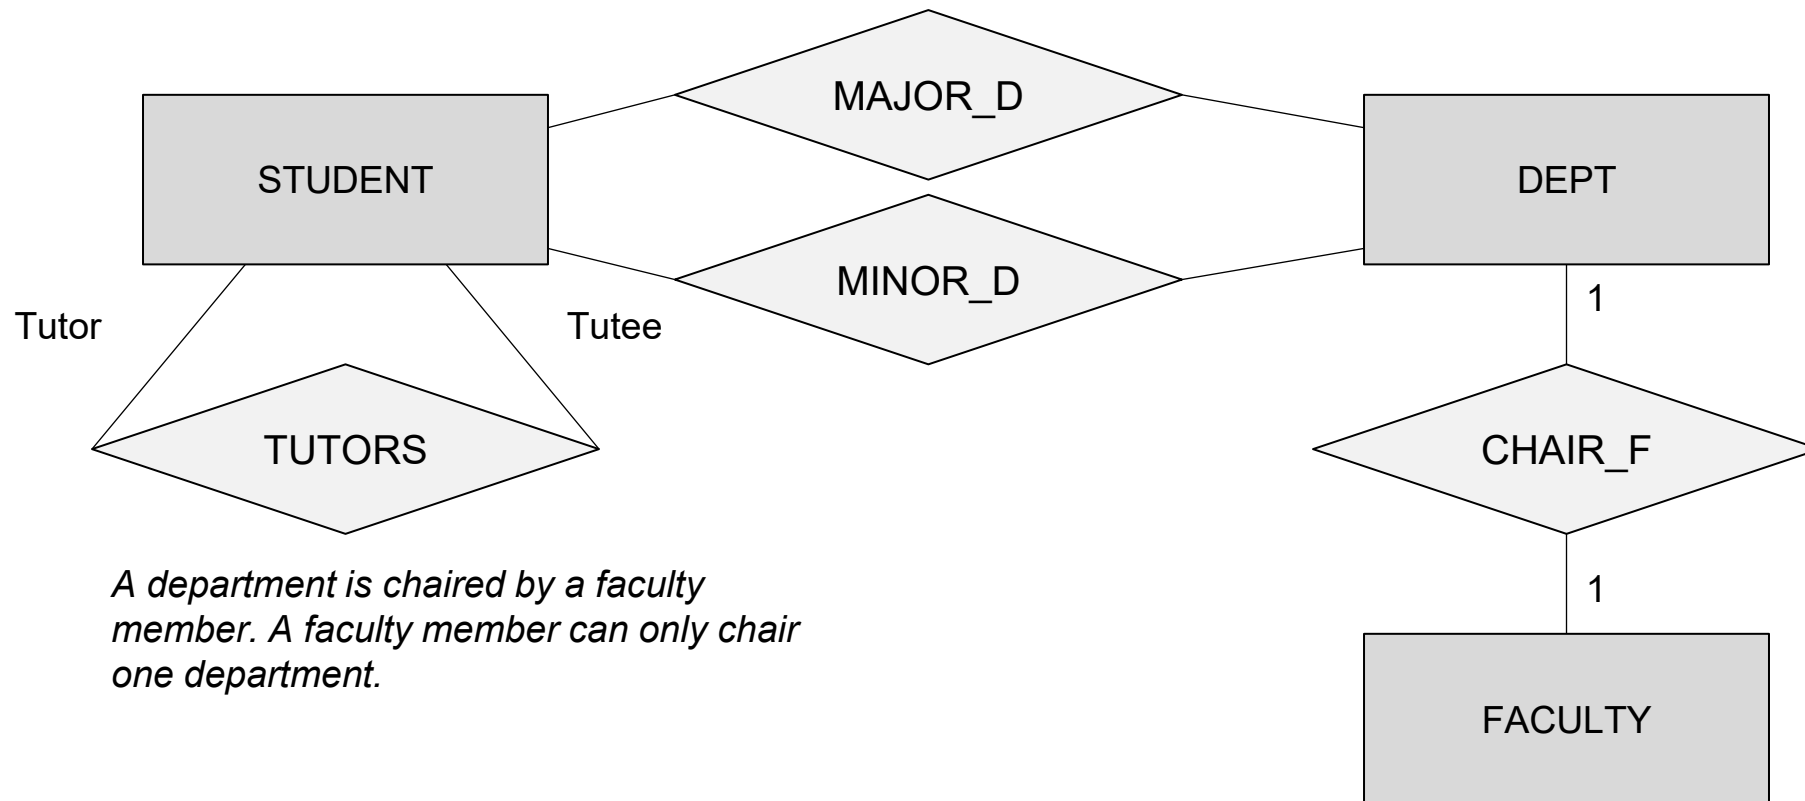 MAJOR_D
STUDENT
DEPT
MINOR_D
1
Tutor
Tutee
TUTORS
CHAIR_F
A department is chaired by a faculty
member. A faculty member can only chair
one department.
1
FACULTY